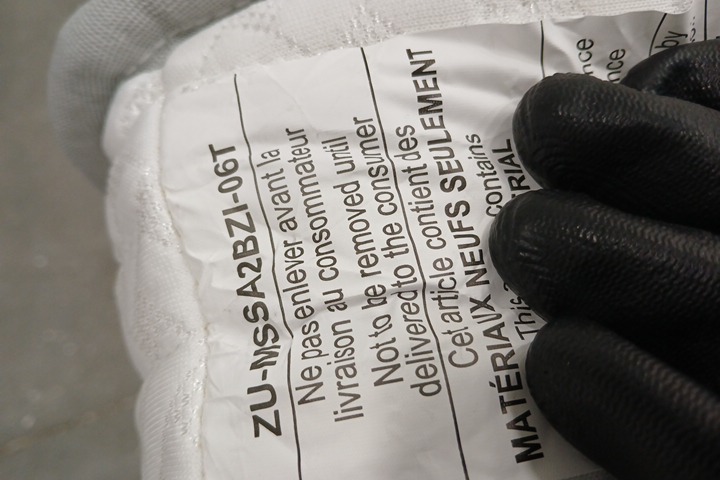 ZU-MSSA2BZI-06T
Ne pas enlever avant la
livraison au consommateur
Not to be removed until
delivered to the consumer
Cet article contient des
MATÉRIAUX NEUFS SEULEMENT
This contains
by